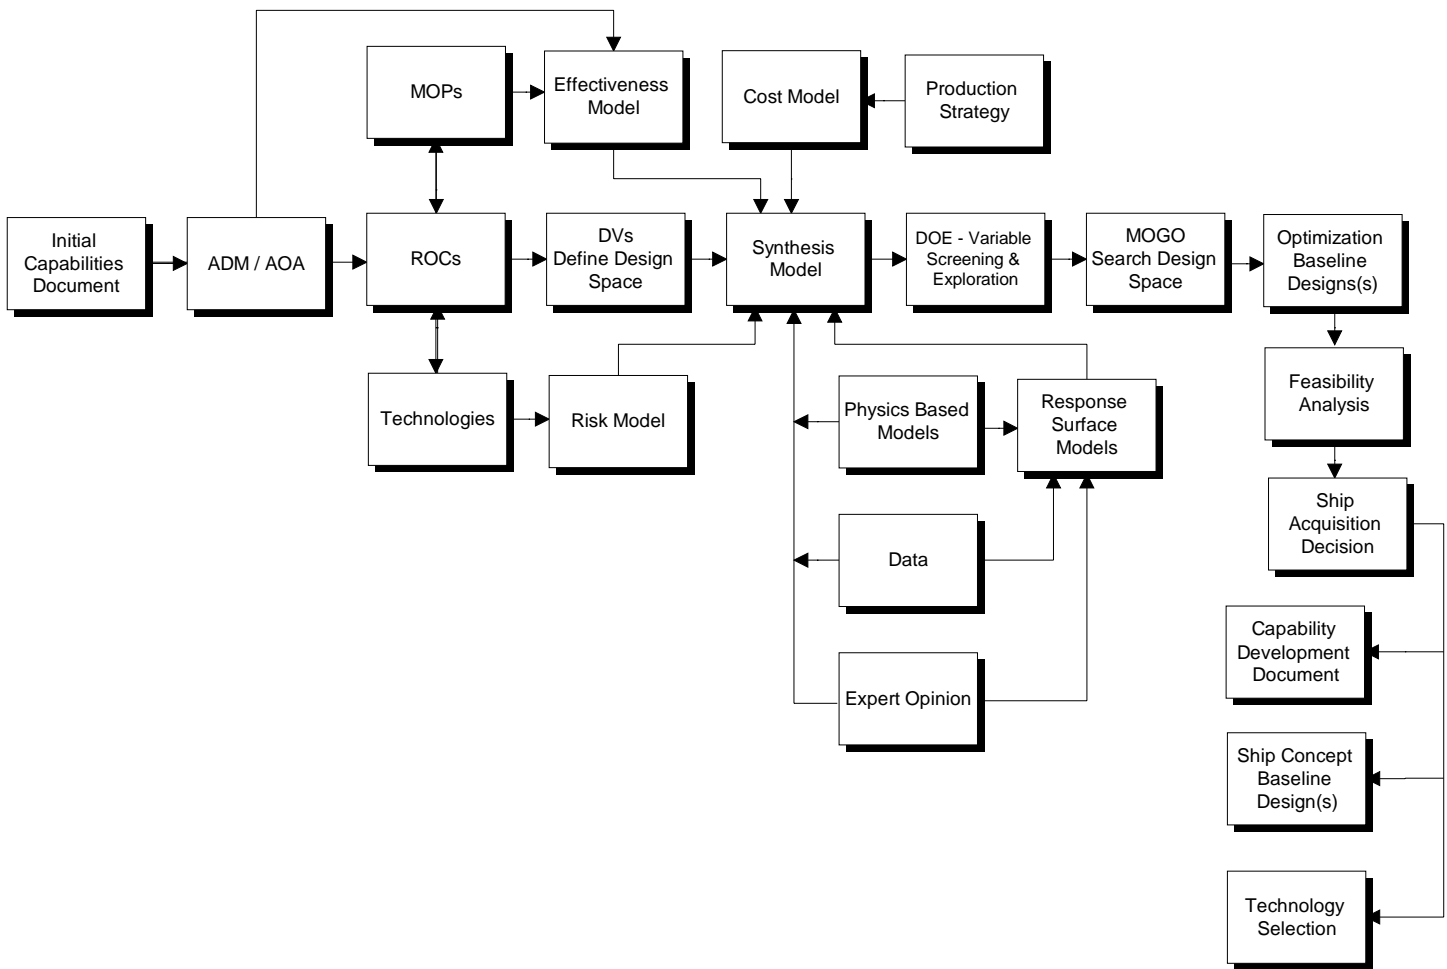 MOPs
Effectiveness
Model
Cost Model
Production
Strategy
Initial
Capabilities
Document
ADM / AOA
ROCs
DVs
Define Design
Space
Synthesis
Model
DOE - Variable
Screening &
Exploration
MOGO
Search Design
Space
Optimization
Baseline
Designs(s)
Technologies
Risk Model
Physics Based
Models
Response
Surface
Models
Feasibility
Analysis
Data
Ship
Acquisition
Decision
Expert Opinion
Capability
Development
Document
Ship Concept
Baseline
Design(s)
Technology
Selection